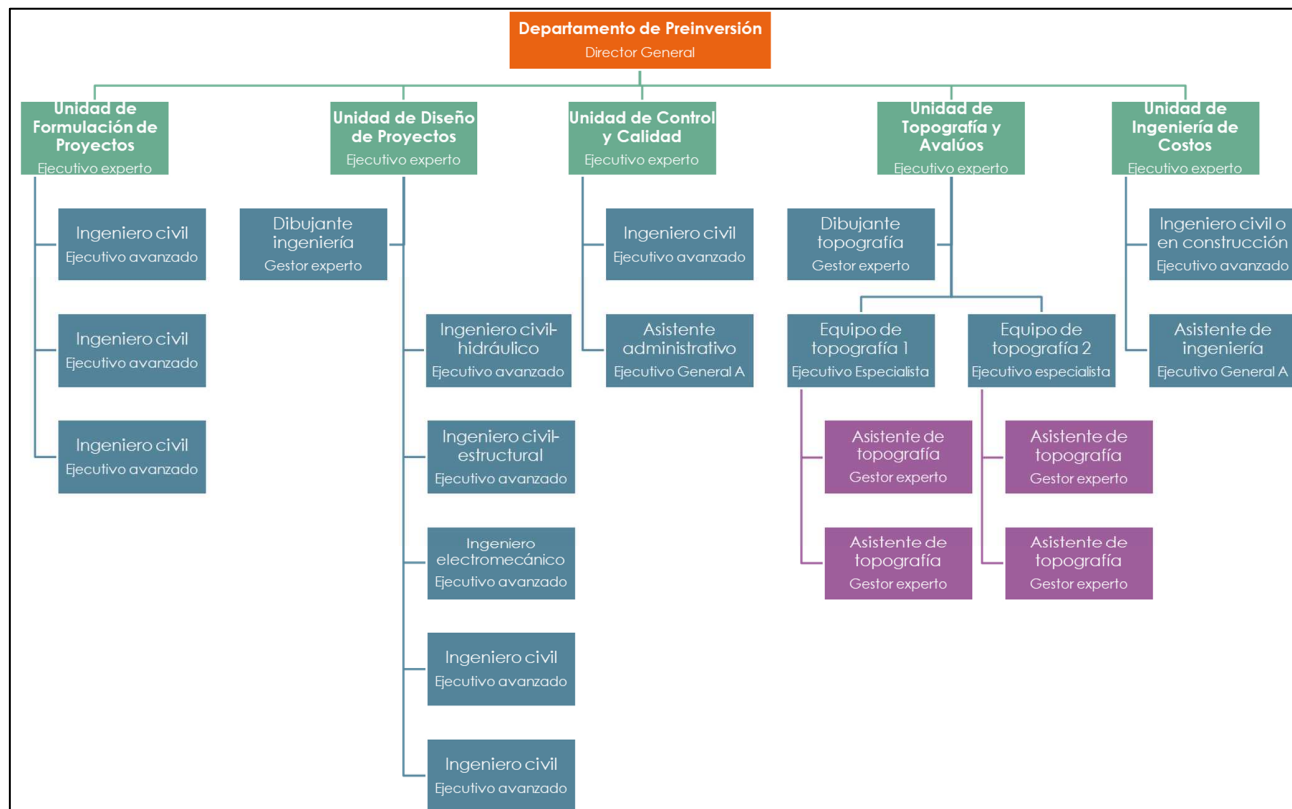 Departamento de Preinversión
Director General
Unidad de
Formulación de
Proyectos
Ejecutivo experto
Unidad de Diseño
de Proyectos
Ejecutivo experto
Unidad de Control
y Calidad
Ejecutivo experto
Unidad de
Topografía y
Avalúos
Ejecutivo experto
Unidad de
Ingeniería de
Costos
Ejecutivo experto
Ingeniero civil
Ejecutivo avanzado
Dibujante
ingeniería
Gestor experto
Ingeniero civil
Ejecutivo avanzado
Dibujante
topografía
Gestor experto
Ingeniero civil o
en construcción
Ejecutivo avanzado
Ingeniero civil
Ejecutivo avanzado
Ingeniero civil-
hidráulico
Ejecutivo avanzado
Asistente
administrativo
Ejecutivo General A
Equipo de
topografía 1
Ejecutivo Especialista
Equipo de
topografía 2
Ejecutivo especialista
Asistente de
ingeniería
Ejecutivo General A
Ingeniero civil
Ejecutivo avanzado
Ingeniero civil-
estructural
Ejecutivo avanzado
Asistente de
topografía
Gestor experto
Asistente de
topografía
Gestor experto
Ingeniero
electromecánico
Ejecutivo avanzado
Asistente de
topografía
Gestor experto
Asistente de
topografía
Gestor experto
Ingeniero civil
Ejecutivo avanzado
Ingeniero civil
Ejecutivo avanzado